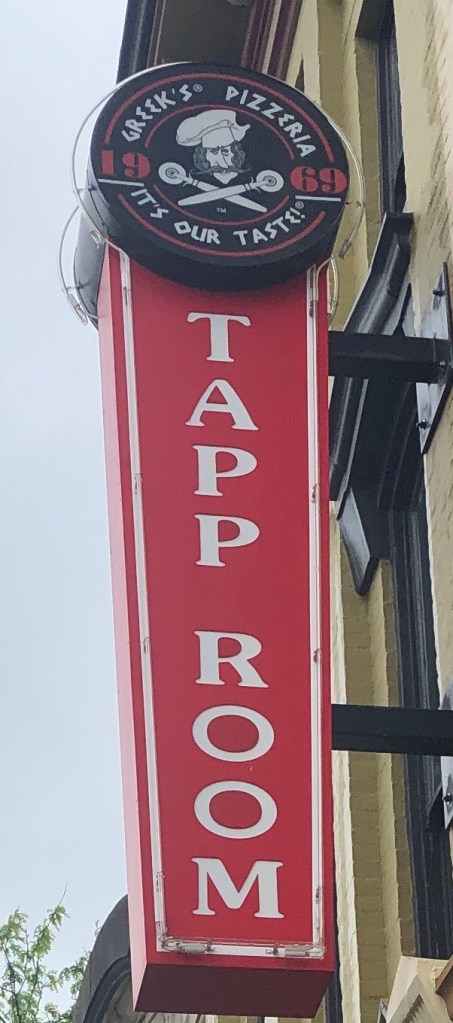 GREEK'S® PIZZERIA
19 69
IT'S OUR TASTE!®
TM
TAPP ROOM